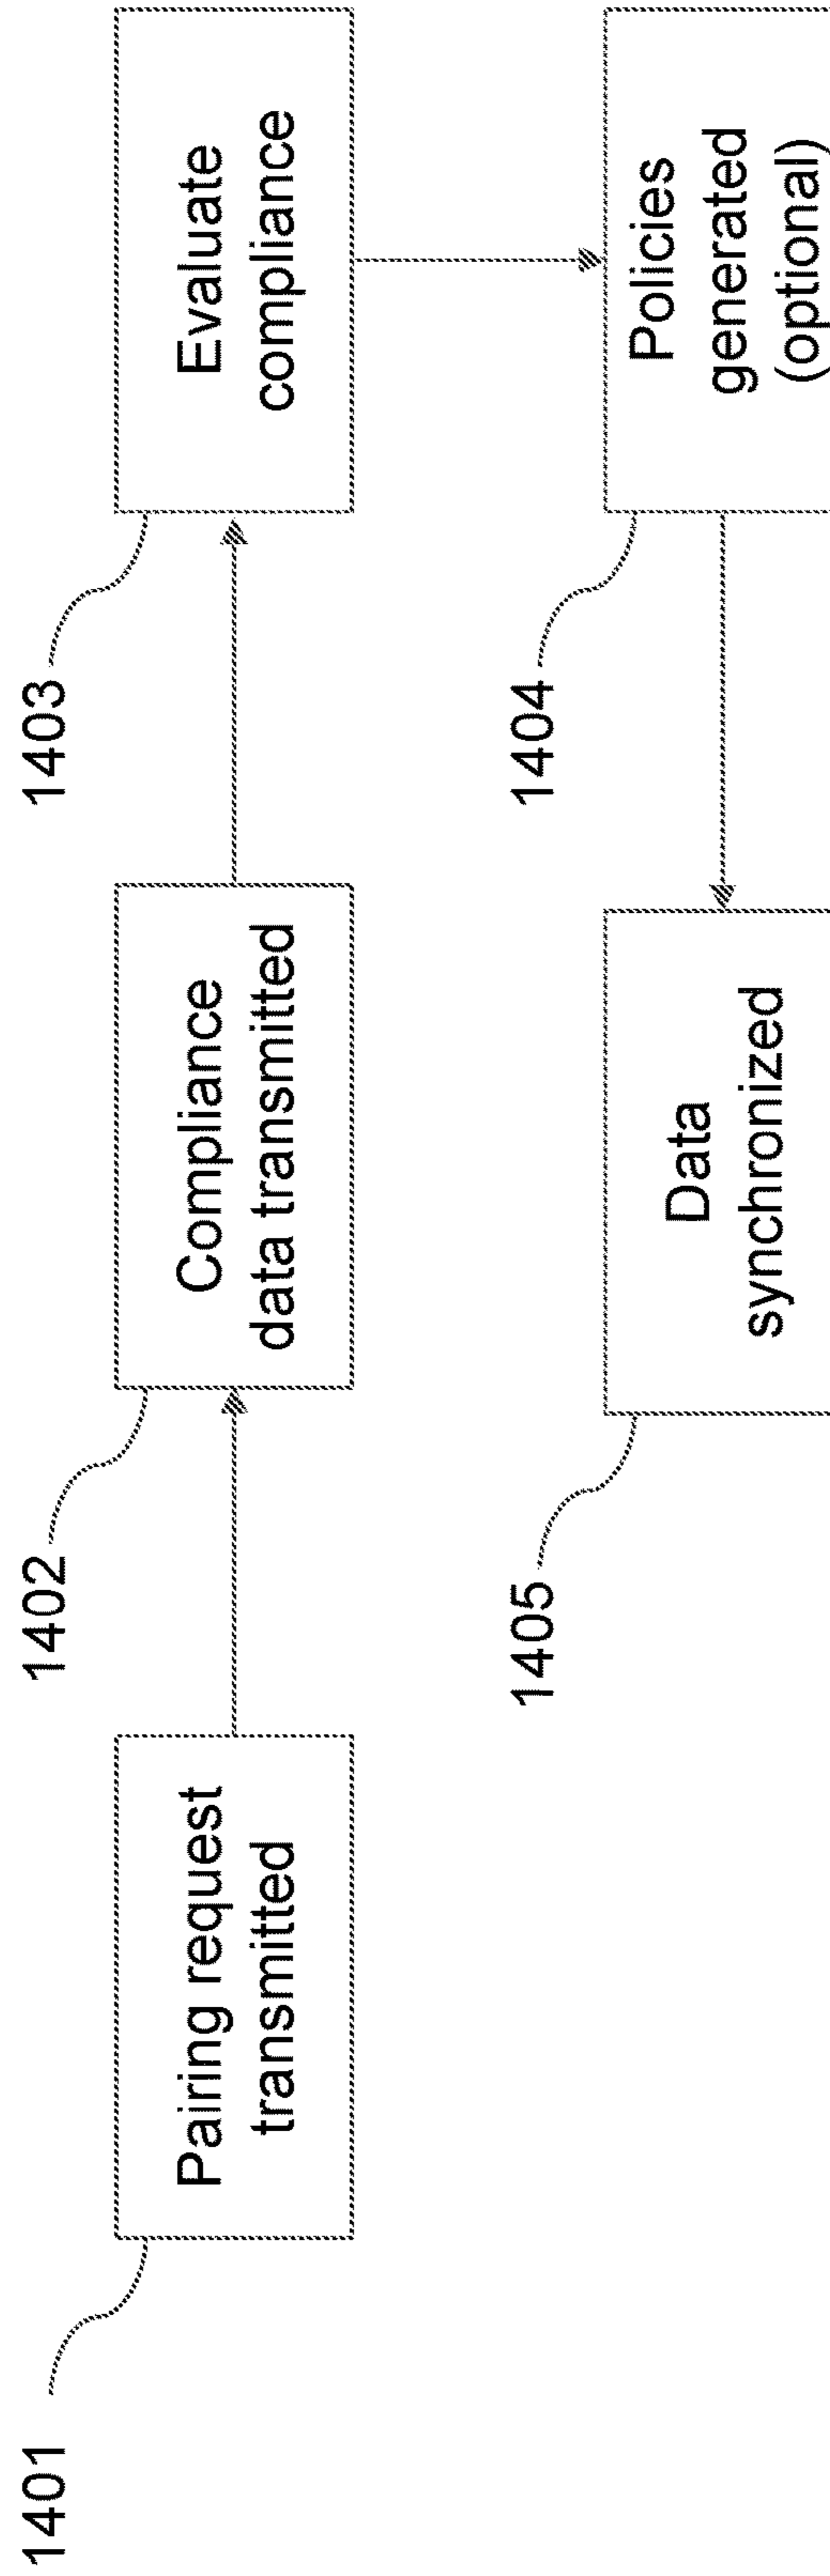 1401
Pairing request
transmitted
1402
Compliance
data transmitted
1403
Evaluate
compliance
1404
Policies
generated
(optional)
1405
Data
synchronized